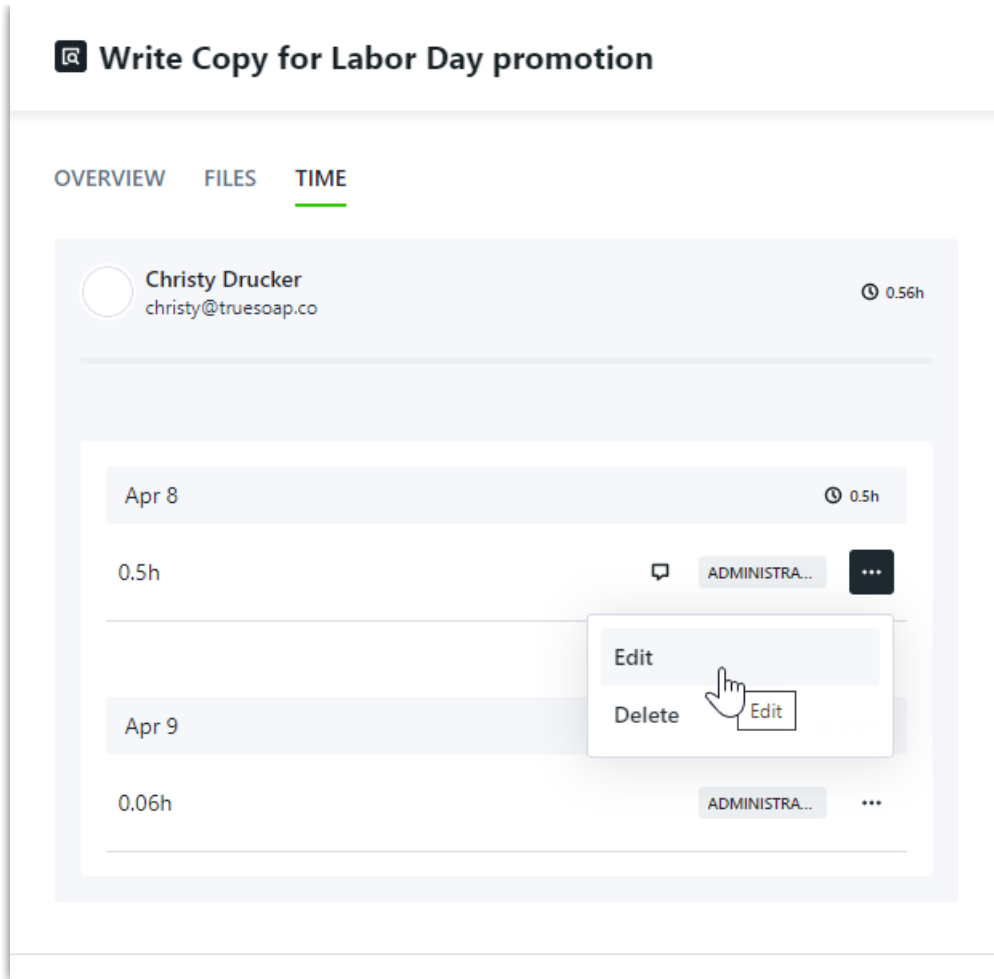 Write Copy for Labor Day promotion
OVERVIEW FILES TIME
Christy Drucker
christy@truesoap.co
0.56h
Apr 8 0.5h
0.5h ADMINISTRA...
Edit
Delete
Edit
Apr 9
0.06h ADMINISTRA...